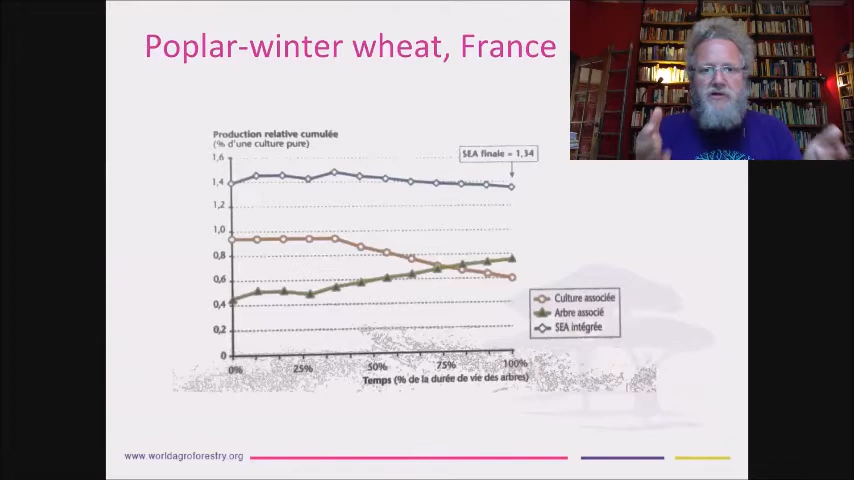 Poplar-winter wheat, France
Production relative cumulée
(% d'une culture pure)
SEA finale = 1,34
1,6
1,4
1,2
1,0
0,8
0,6
0,4
0,2
0
0% 25% 50% 75% 100%
Temps (% de la durée de vie des arbres)
Culture associée
Arbre associé
SEA intégrée
www.worldagroforestry.org